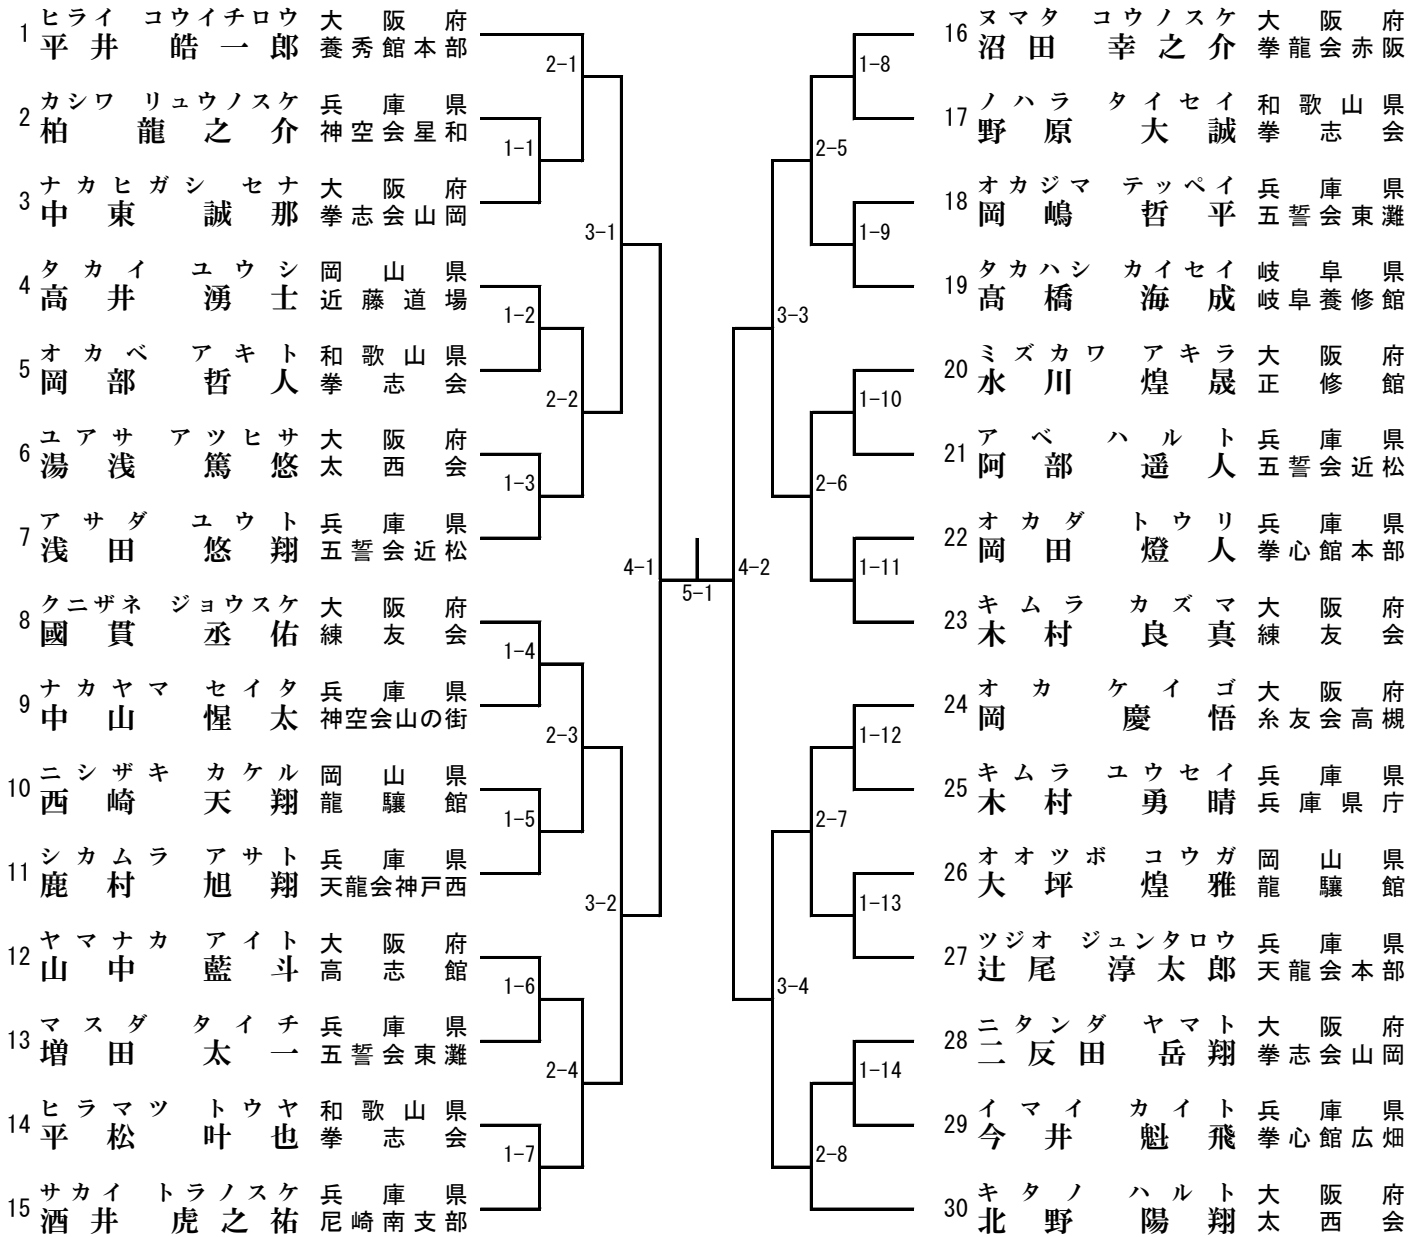 ヒライ コウイチロウ 大阪府
1 平井 皓一郎 養秀館本部
カシワ リュウノスケ 兵庫県
2 柏 龍之介 神空会星和
ナカヒガシ セナ 大阪府
3 中東 誠那 拳志会山岡
タカイ ユウシ 岡山県
4 高井 湧士 近藤道場
オカベ アキト 和歌山県
5 岡部 哲人 拳志会
ユアサ アツヒサ 大阪府
6 湯浅 篤悠 太西会
アサダ ユウト 兵庫県
7 浅田 悠翔 五誓会近松
クニザネ ジョウスケ 大阪府
8 國貫 丞佑 練友会
ナカヤマ セイタ 兵庫県
9 中山 惺太 神空会山の街
ニシザキ カケル 岡山県
10 西崎 天翔 龍驤館
シカムラ アサト 兵庫県
11 鹿村 旭翔 天龍会神戸西
ヤマナカ アイト 大阪府
12 山中 藍斗 高志館
マスダ タイチ 兵庫県
13 増田 太一 五誓会東灘
ヒラマツ トウヤ 和歌山県
14 平松 叶也 拳志会
サカイ トラノスケ 兵庫県
15 酒井 虎之祐 尼崎南支部
2-1
1-1
3-1
1-2
2-2
1-3
4-1
1-4
2-3
1-5
3-2
1-6
2-4
1-7
5-1
4-2
1-8
2-5
1-9
3-3
1-10
2-6
1-11
1-12
2-7
1-13
3-4
1-14
2-8
ヌマタ コウノスケ 大阪府
16 沼田 幸之介 拳龍会赤阪
ノハラ タイセイ 和歌山県
17 野原 大誠 拳志会
オカジマ テッペイ 兵庫県
18 岡嶋 哲平 五誓会東灘
タカハシ カイセイ 岐阜県
19 髙橋 海成 岐阜養修館
ミズカワ アキラ 大阪府
20 水川 煌晟 正修館
アベ ハルト 兵庫県
21 阿部 遥人 五誓会近松
オカダ トウリ 兵庫県
22 岡田 燈人 拳心館本部
キムラ カズマ 大阪府
23 木村 良真 練友会
オカ ケイゴ 大阪府
24 岡 慶悟 糸友会高槻
キムラ ユウセイ 兵庫県
25 木村 勇晴 兵庫県庁
オオツボ コウガ 岡山県
26 大坪 煌雅 龍驤館
ツジオ ジュンタロウ 兵庫県
27 辻尾 淳太郎 天龍会本部
ニタンダ ヤマト 大阪府
28 二反田 岳翔 拳志会山岡
イマイ カイト 兵庫県
29 今井 魁飛 拳心館広畑
キタノ ハルト 大阪府
30 北野 陽翔 太西会